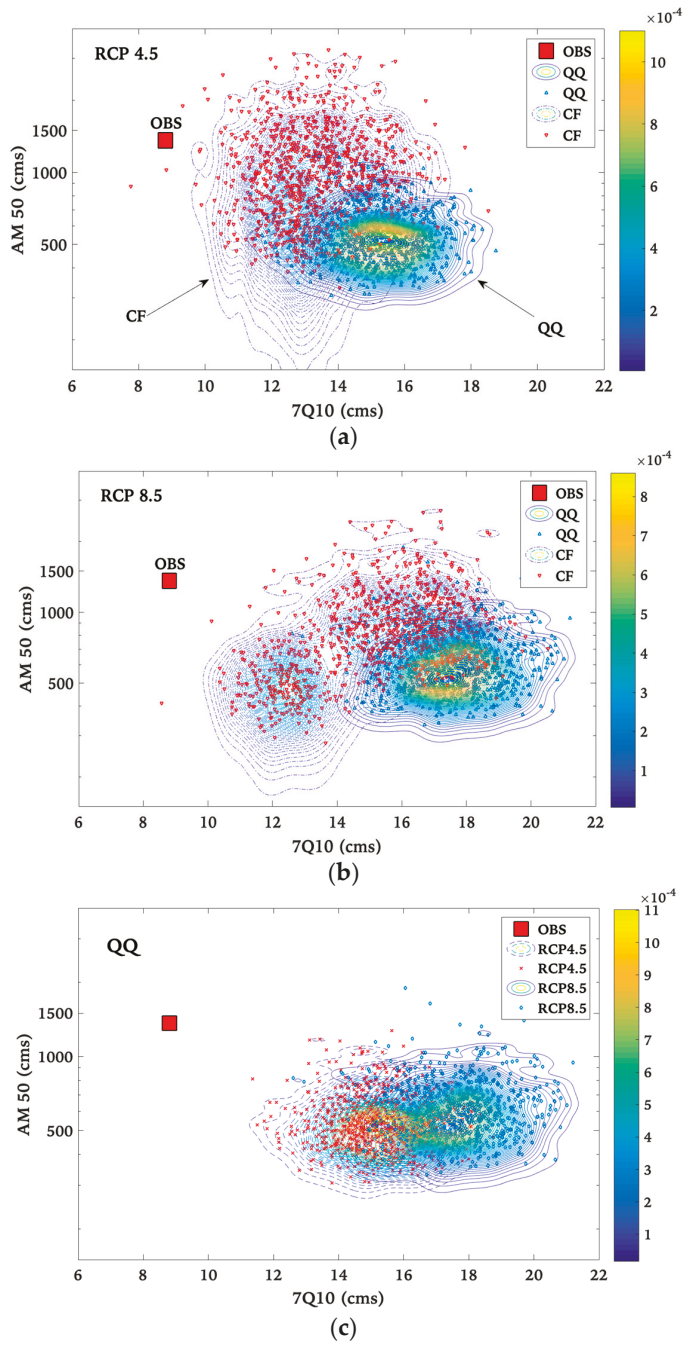 ×10⁻⁴
RCP 4.5
OBS
QQ
QQ
CF
CF
OBS
CF
QQ
1500
1000
500
AM 50 (cms)
6 8 10 12 14 16 18 20 22
7Q10 (cms)
10
8
6
4
2
(a)
×10⁻⁴
RCP 8.5
OBS
QQ
QQ
CF
CF
OBS
1500
1000
500
AM 50 (cms)
6 8 10 12 14 16 18 20 22
7Q10 (cms)
8
7
6
5
4
3
2
1
(b)
×10⁻⁴
QQ
OBS
RCP4.5
RCP4.5
RCP8.5
RCP8.5
1500
1000
500
AM 50 (cms)
6 8 10 12 14 16 18 20 22
7Q10 (cms)
11
10
9
8
7
6
5
4
3
2
1
(c)